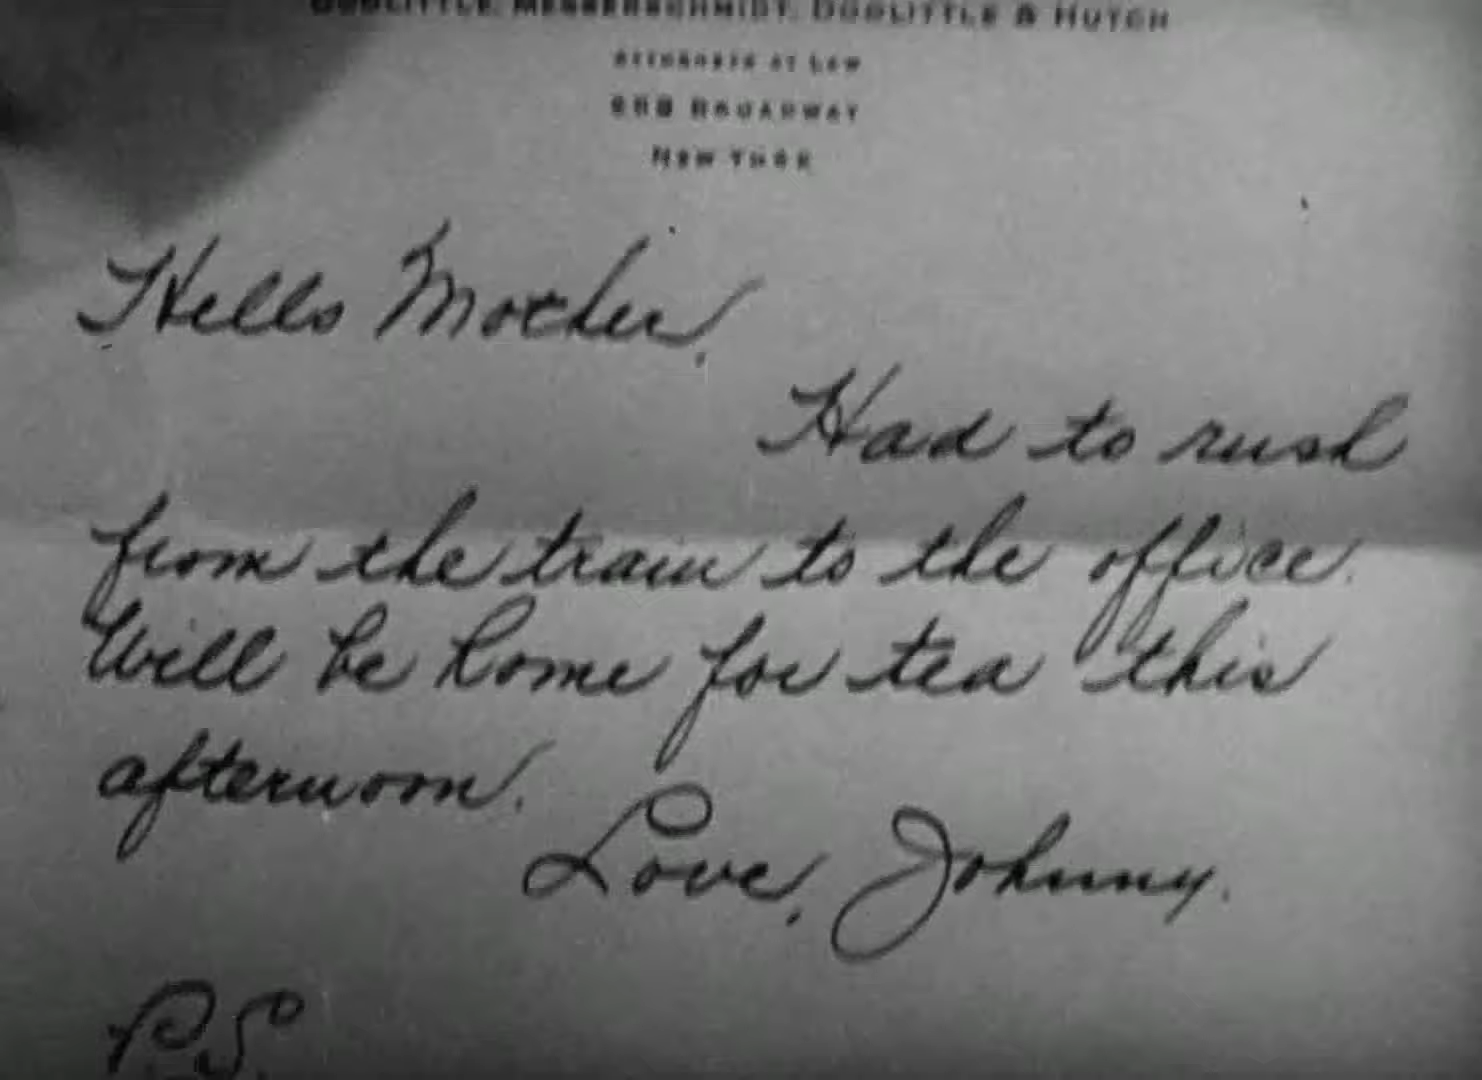 DOOLITTLE, MESSERSCHMIDT, DOOLITTLE & HUTCH
ATTORNEYS AT LAW
BROADWAY
NEW YORK
Hello Mother,
Had to rush
from the train to the office.
Will be home for tea this
afternoon.
Love, Johnny.
P.S.